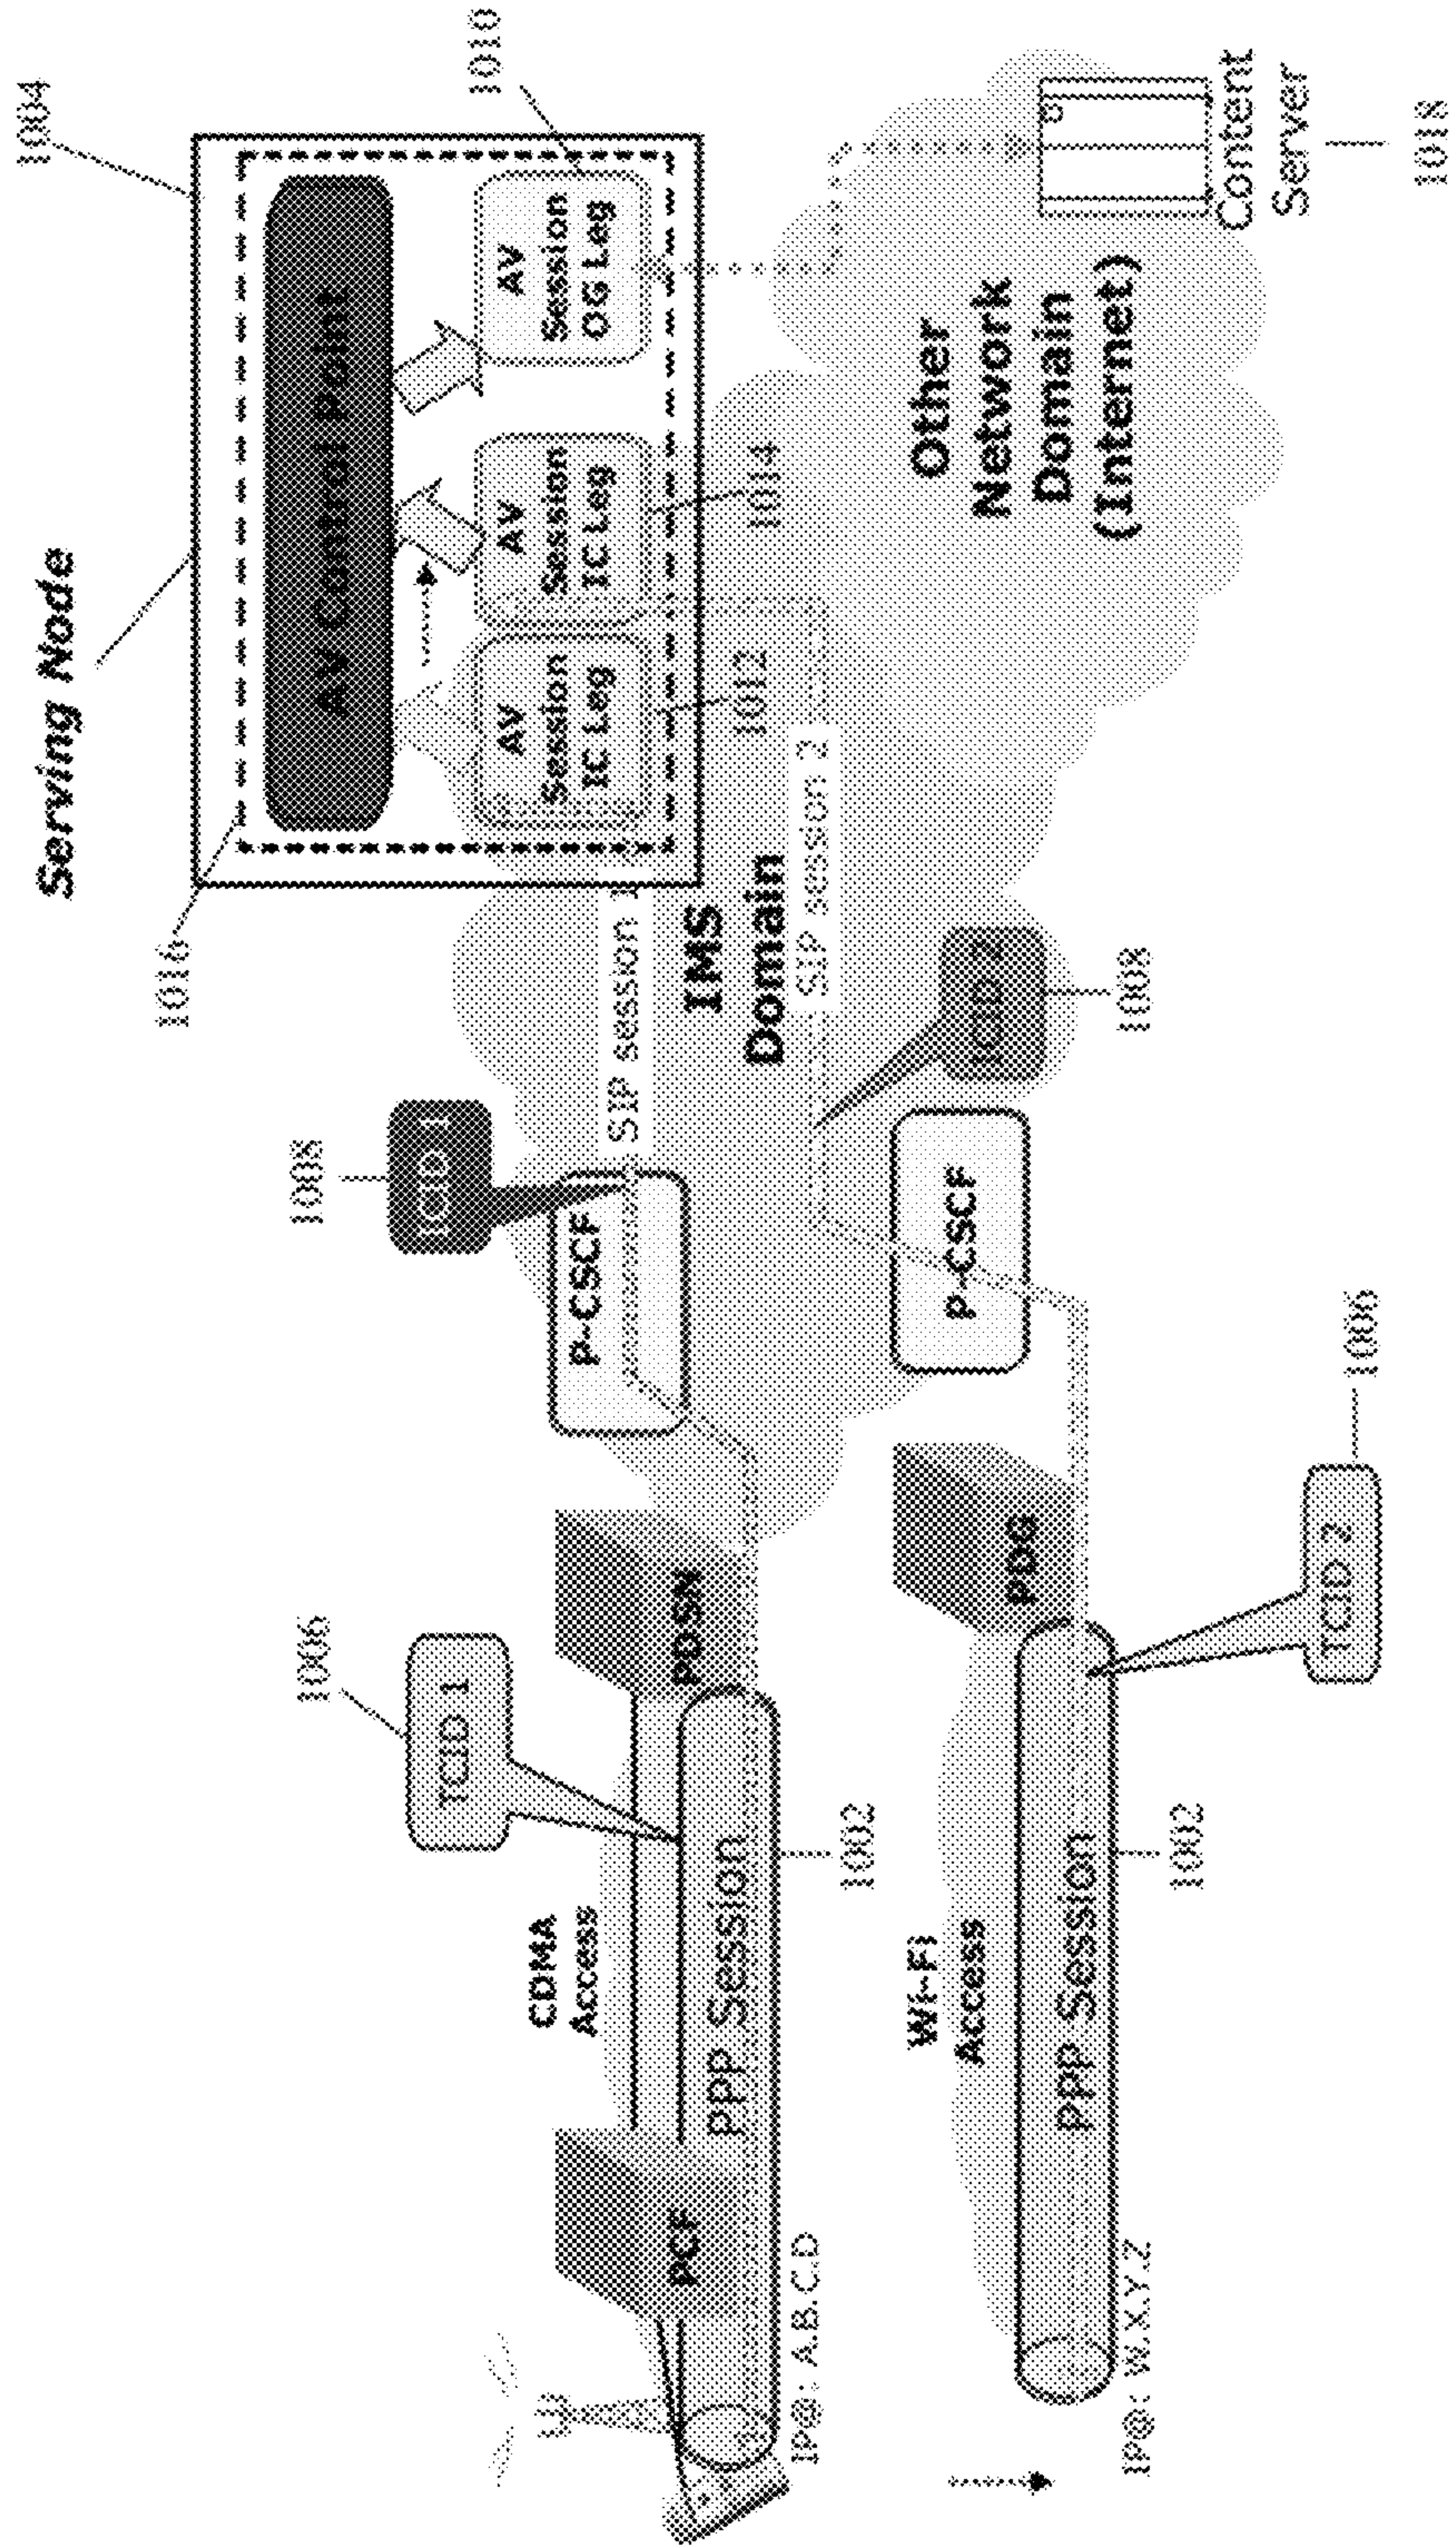 Serving Node
1004
1016
AV Control Point
AV
Session
IC Leg
AV
Session
IC Leg
AV
Session
OG Leg
1010
1012
1014
1008
ICID 1
SIP session 1
IMS
Domain
SIP session 2
ICID 2
1008
P-CSCF
P-CSCF
Other
Network
Domain
(Internet)
Content
Server
1018
1006
TCID 1
CDMA
Access
PCF
PDSN
PPP Session
1002
IP@: A.B.C.D
Wi-Fi
Access
PDG
PPP Session
1002
IP@: W.X.Y.Z
TCID 2
1006